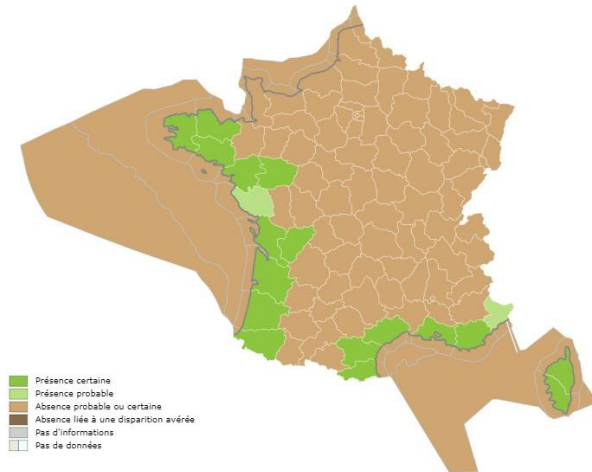 Présence certaine
Présence probable
Absence probable ou certaine
Absence liée à une disparition avérée
Pas d'informations
Pas de données